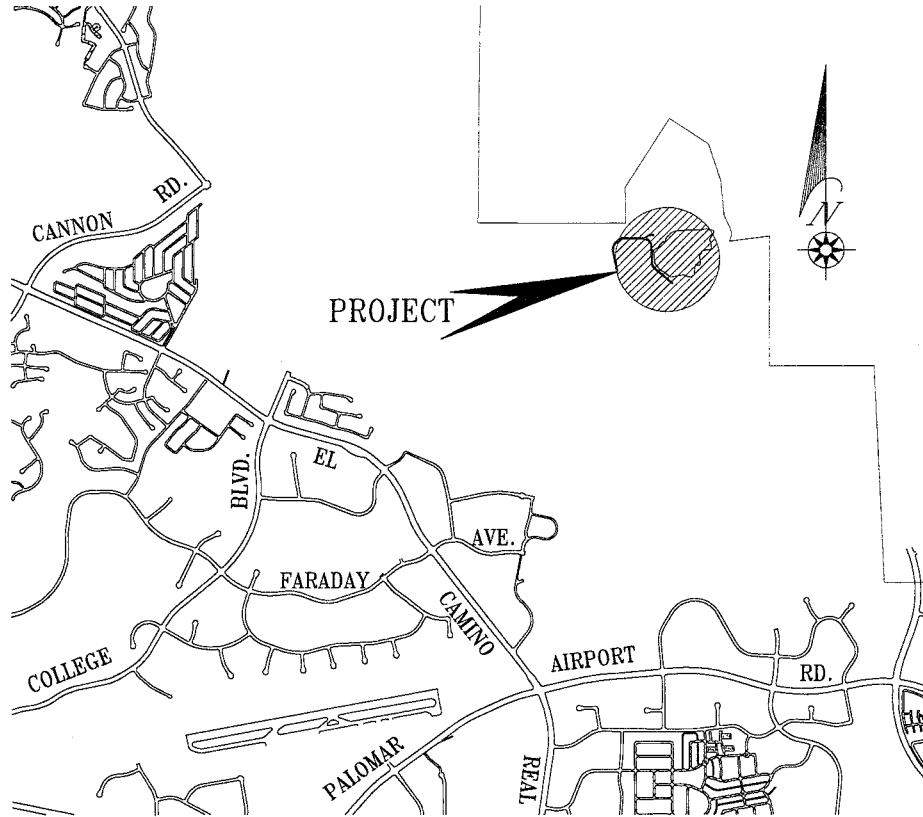 CANNON RD.
N
PROJECT
EL CAMINO REAL
COLLEGE BLVD.
FARADAY AVE.
PALOMAR AIRPORT RD.